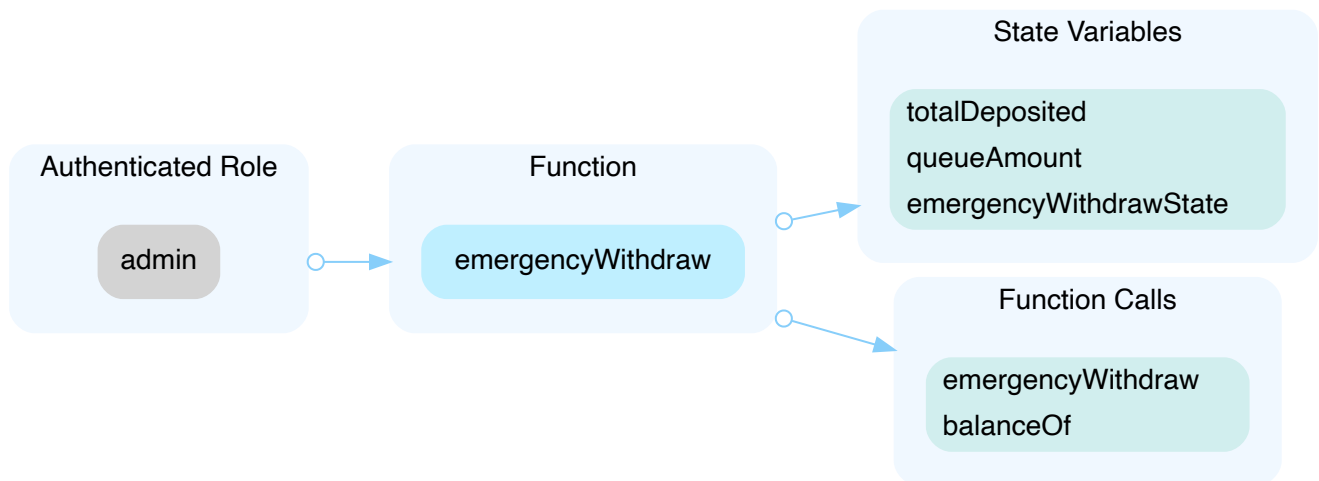 Authenticated Role
admin
Function
emergencyWithdraw
State Variables
totalDeposited
queueAmount
emergencyWithdrawState
Function Calls
emergencyWithdraw
balanceOf